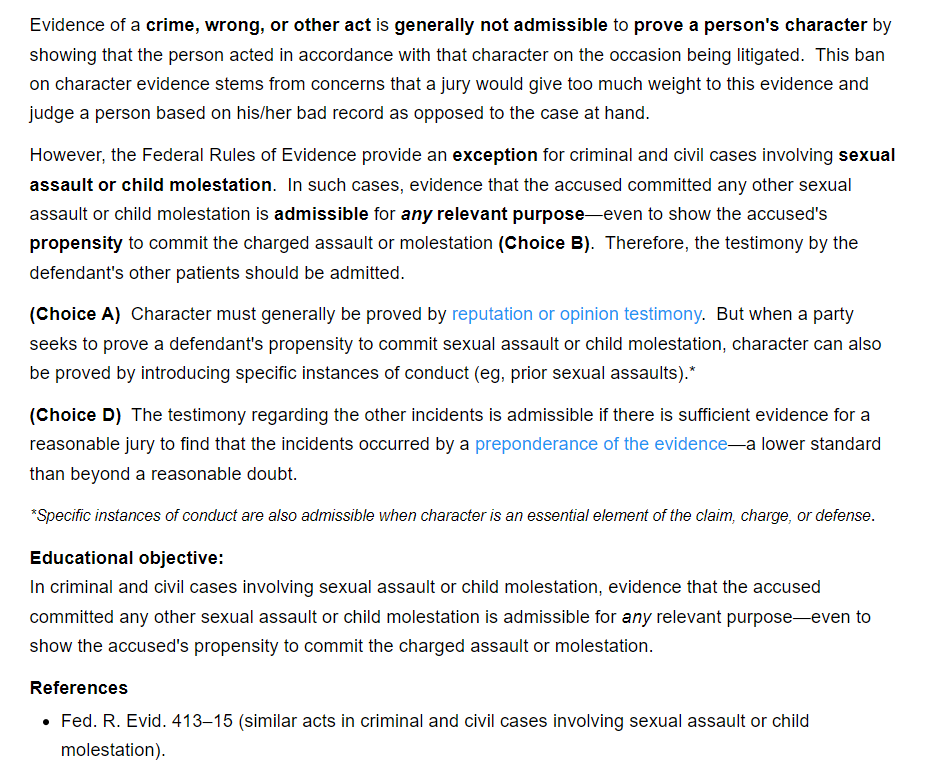 Evidence of a crime, wrong, or other act is generally not admissible to prove a person's character by
showing that the person acted in accordance with that character on the occasion being litigated.  This ban
on character evidence stems from concerns that a jury would give too much weight to this evidence and
judge a person based on his/her bad record as opposed to the case at hand.
However, the Federal Rules of Evidence provide an exception for criminal and civil cases involving sexual
assault or child molestation.  In such cases, evidence that the accused committed any other sexual
assault or child molestation is admissible for any relevant purpose—even to show the accused's
propensity to commit the charged assault or molestation (Choice B).  Therefore, the testimony by the
defendant's other patients should be admitted.
(Choice A)  Character must generally be proved by reputation or opinion testimony.  But when a party
seeks to prove a defendant's propensity to commit sexual assault or child molestation, character can also
be proved by introducing specific instances of conduct (eg, prior sexual assaults).*
(Choice D)  The testimony regarding the other incidents is admissible if there is sufficient evidence for a
reasonable jury to find that the incidents occurred by a preponderance of the evidence—a lower standard
than beyond a reasonable doubt.
*Specific instances of conduct are also admissible when character is an essential element of the claim, charge, or defense.
Educational objective:
In criminal and civil cases involving sexual assault or child molestation, evidence that the accused
committed any other sexual assault or child molestation is admissible for any relevant purpose—even to
show the accused's propensity to commit the charged assault or molestation.
References
• Fed. R. Evid. 413–15 (similar acts in criminal and civil cases involving sexual assault or child
molestation).